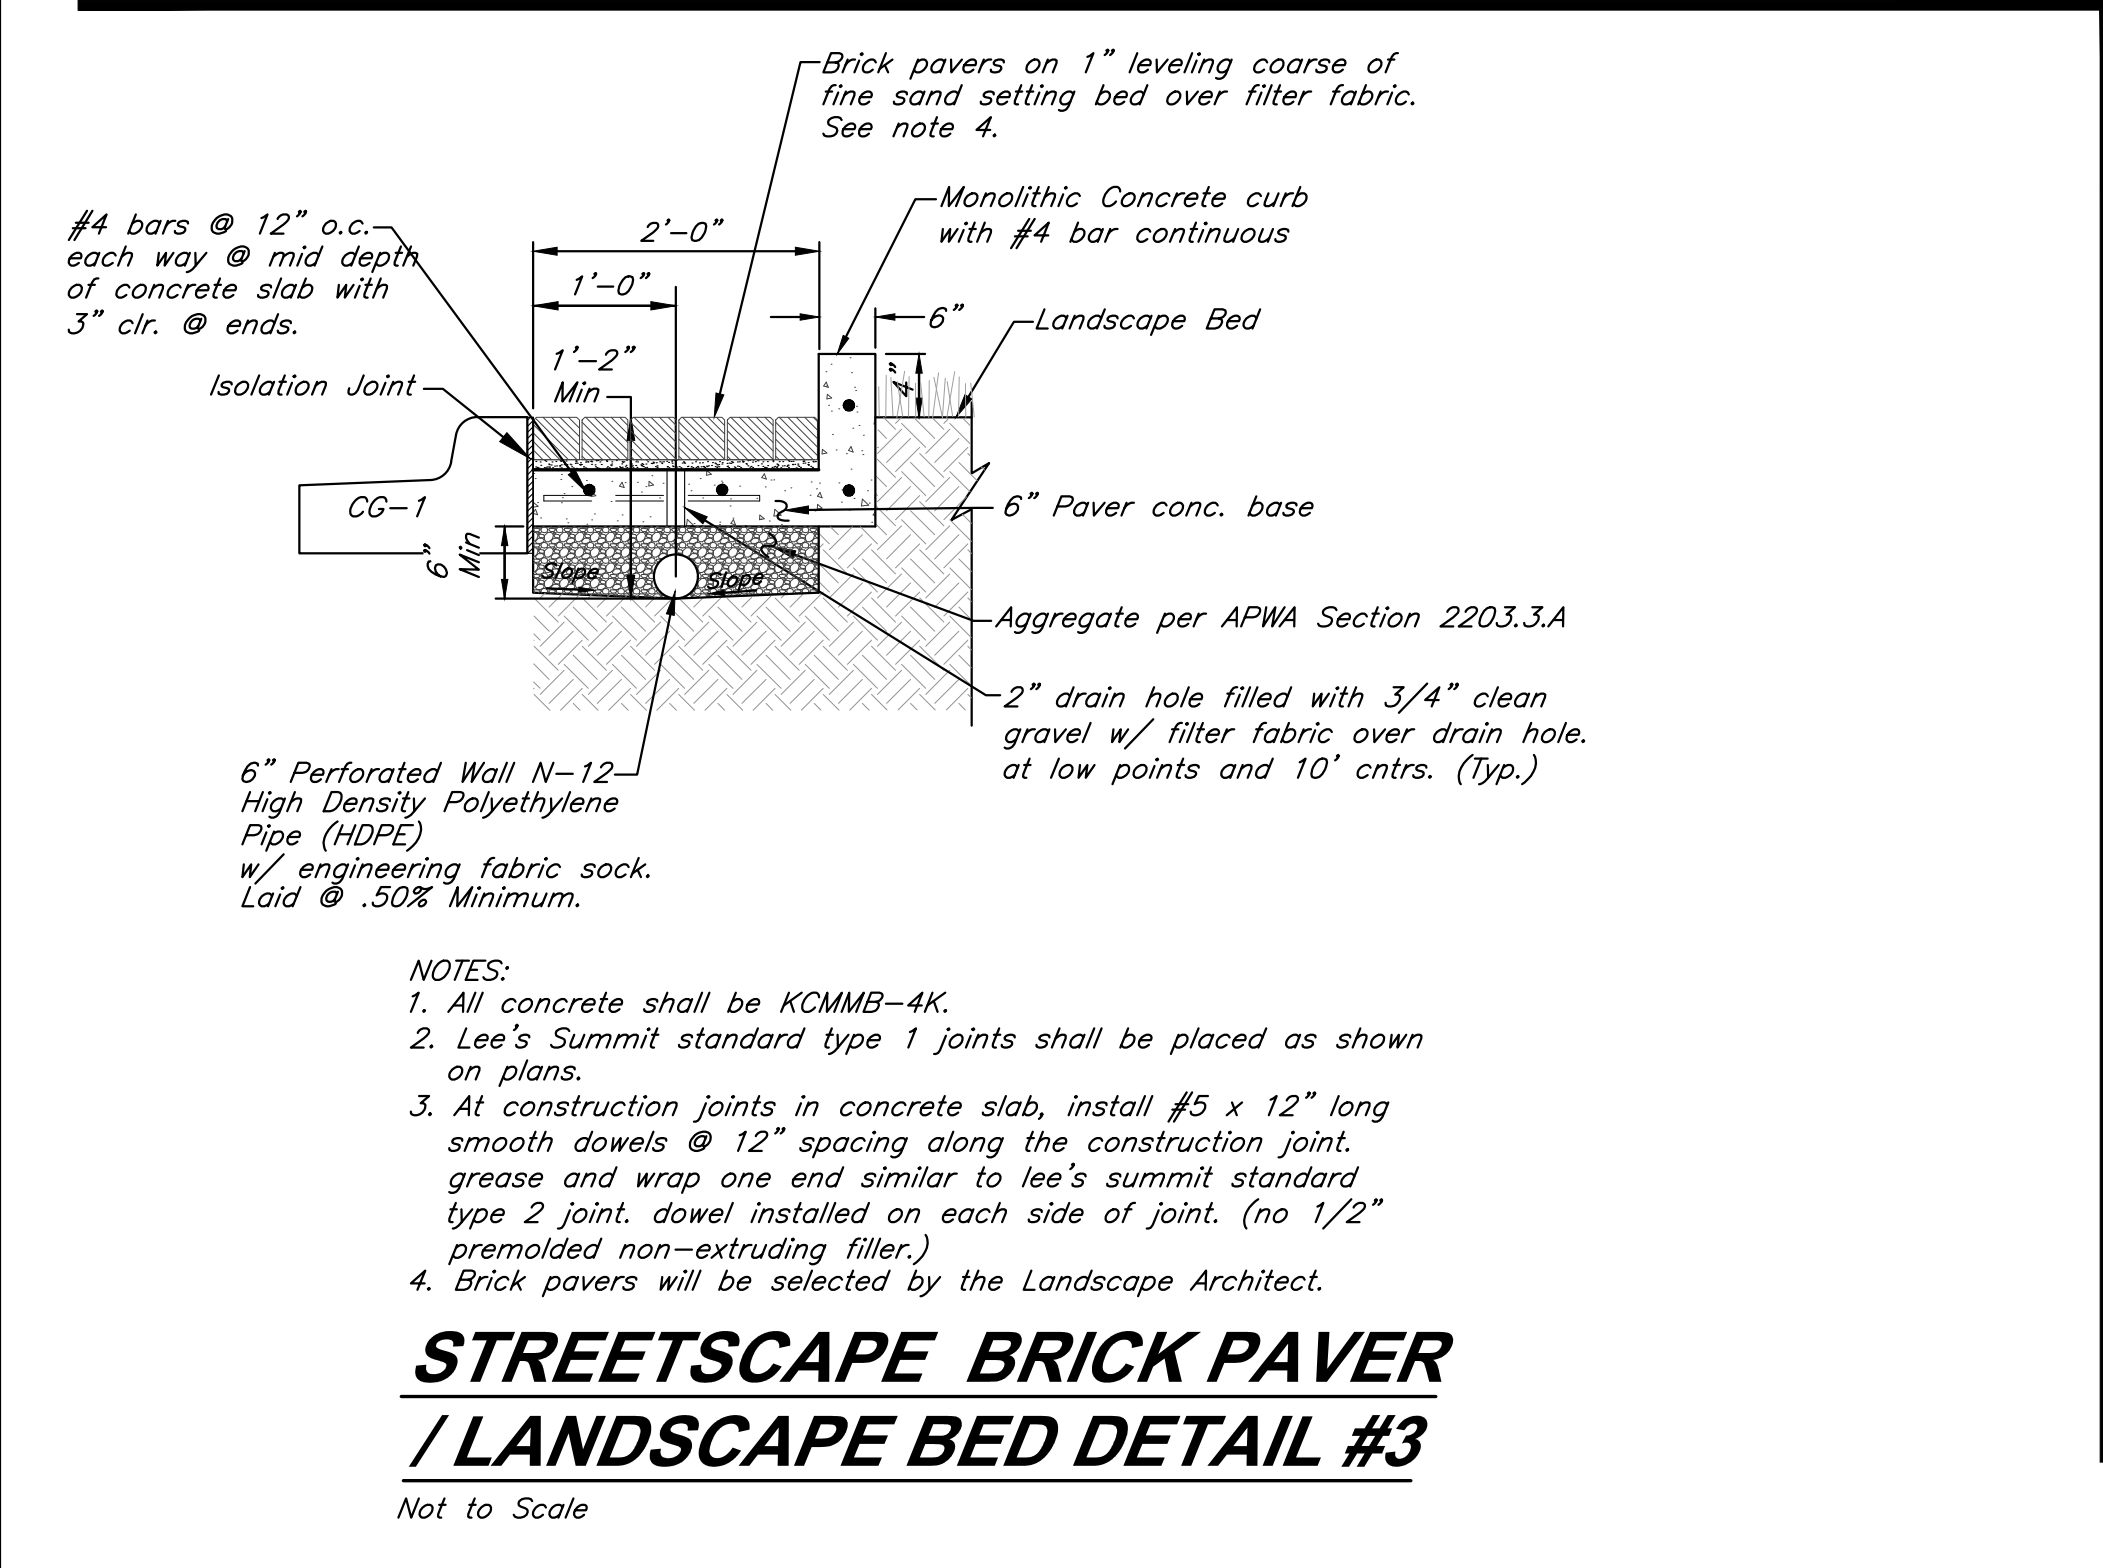 Brick pavers on 1" leveling coarse of
fine sand setting bed over filter fabric.
See note 4.
Monolithic Concrete curb
with #4 bar continuous
#4 bars @ 12" o.c.
each way @ mid depth
of concrete slab with
3" clr. @ ends.
2'-0"
1'-0"
6"
Landscape Bed
1'-2"
Min
4"
Isolation Joint
CG-1
6" Paver conc. base
6"
Min
Slope
Slope
Aggregate per APWA Section 2203.3.A
2" drain hole filled with 3/4" clean
gravel w/ filter fabric over drain hole.
at low points and 10' cntrs. (Typ.)
6" Perforated Wall N-12
High Density Polyethylene
Pipe (HDPE)
w/ engineering fabric sock.
Laid @ .50% Minimum.
NOTES:
1. All concrete shall be KCMMB-4K.
2. Lee's Summit standard type 1 joints shall be placed as shown
on plans.
3. At construction joints in concrete slab, install #5 x 12" long
smooth dowels @ 12" spacing along the construction joint.
grease and wrap one end similar to lee's summit standard
type 2 joint. dowel installed on each side of joint. (no 1/2"
premolded non-extruding filler.)
4. Brick pavers will be selected by the Landscape Architect.
STREETSCAPE BRICK PAVER
/ LANDSCAPE BED DETAIL #3
Not to Scale